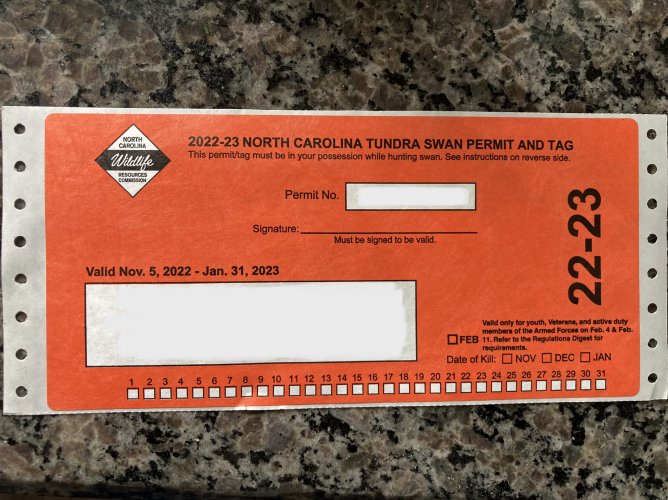 2022-23 NORTH CAROLINA TUNDRA SWAN PERMIT AND TAG
This permit/tag must be in your possession while hunting swan. See instructions on reverse side.
NORTH
CAROLINA
Wildlife
RESOURCES
COMMISSION
Permit No.
Signature:
Must be signed to be valid.
22-23
Valid Nov. 5, 2022 - Jan. 31, 2023
Valid only for youth, Veterans, and active duty
members of the Armed Forces on Feb. 4 & Feb.
FEB 11. Refer to the Regulations Digest for
requirements.
Date of Kill: NOV DEC JAN
1 2 3 4 5 6 7 8 9 10 11 12 13 14 15 16 17 18 19 20 21 22 23 24 25 26 27 28 29 30 31